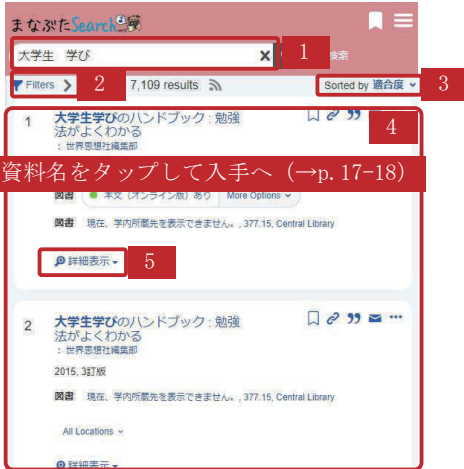 まなぶたSearch
大学生 学び
X
1
検索
Filters
2
7,109 results
Sorted by 適合度
3
1
大学生学びのハンドブック : 勉強
法がよくわかる
: 世界思想社編集部
4
資料名をタップして入手へ（→p.17-18）
図書 本文（オンライン版）あり More Options
図書 現在、学内所蔵先を表示できません。, 377.15, Central Library
詳細表示
5
2
大学生学びのハンドブック : 勉強
法がよくわかる
: 世界思想社編集部
2015, 3訂版
図書 現在、学内所蔵先を表示できません。, 377.15, Central Library
All Locations
詳細表示